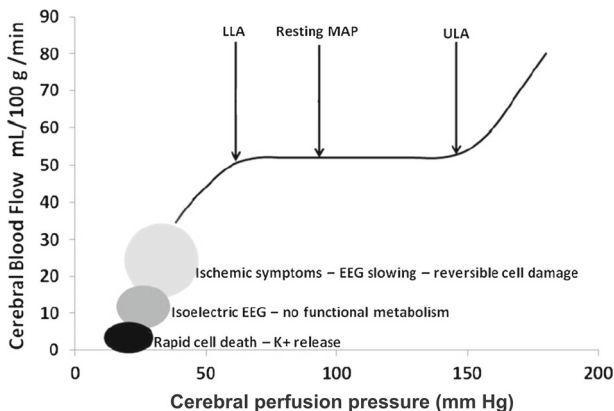 Cerebral Blood Flow mL/100 g /min
90
80
70
60
50
40
30
20
10
0
LLA
Resting MAP
ULA
Ischemic symptoms – EEG slowing – reversible cell damage
Isoelectric EEG – no functional metabolism
Rapid cell death – K+ release
0
50
100
150
200
Cerebral perfusion pressure (mm Hg)